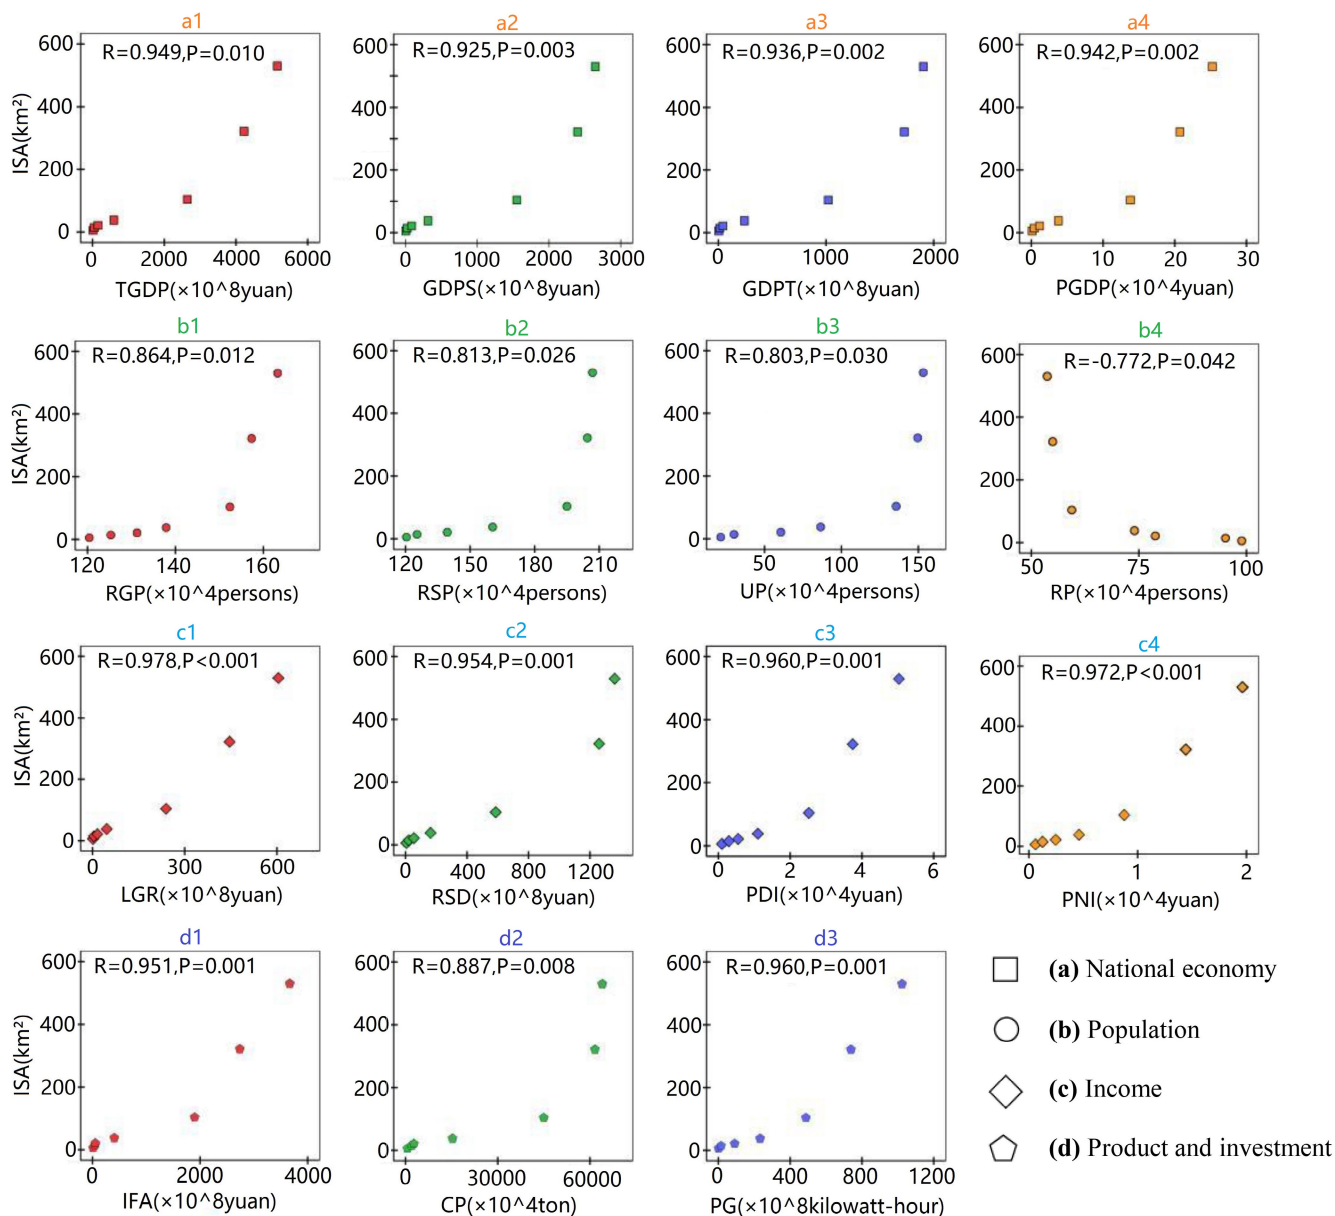 a1
R=0.949,P=0.010
ISA(km²)
600
400
200
0
0 2000 4000 6000
TGDP(×10^8yuan)
a2
R=0.925,P=0.003
600
400
200
0
0 1000 2000 3000
GDPS(×10^8yuan)
a3
R=0.936,P=0.002
600
400
200
0
0 1000 2000
GDPT(×10^8yuan)
a4
R=0.942,P=0.002
600
400
200
0
0 10 20 30
PGDP(×10^4yuan)
b1
R=0.864,P=0.012
ISA(km²)
600
400
200
0
120 140 160
RGP(×10^4persons)
b2
R=0.813,P=0.026
600
400
200
0
120 150 180 210
RSP(×10^4persons)
b3
R=0.803,P=0.030
600
400
200
0
50 100 150
UP(×10^4persons)
b4
R=-0.772,P=0.042
600
400
200
0
50 75 100
RP(×10^4persons)
c1
R=0.978,P<0.001
ISA(km²)
600
400
200
0
0 300 600
LGR(×10^8yuan)
c2
R=0.954,P=0.001
600
400
200
0
0 400 800 1200
RSD(×10^8yuan)
c3
R=0.960,P=0.001
600
400
200
0
0 2 4 6
PDI(×10^4yuan)
c4
R=0.972,P<0.001
600
400
200
0
0 1 2
PNI(×10^4yuan)
d1
R=0.951,P=0.001
ISA(km²)
600
400
200
0
0 2000 4000
IFA(×10^8yuan)
d2
R=0.887,P=0.008
600
400
200
0
0 30000 60000
CP(×10^4ton)
d3
R=0.960,P=0.001
600
400
200
0
0 400 800 1200
PG(×10^8kilowatt-hour)
(a) National economy
(b) Population
(c) Income
(d) Product and investment